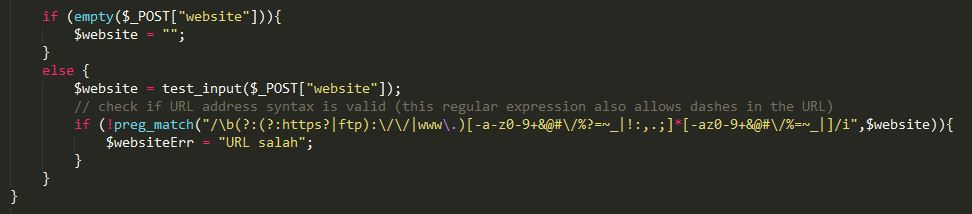 if (empty($_POST["website"])){
$website = "";
}
else {
$website = test_input($_POST["website"]);
// check if URL address syntax is valid (this regular expression also allows dashes in the URL)
if (!preg_match("/\b(?:(?:https?|ftp):\/\/|www\.)[-a-z0-9+&@#\/%?=~_|!:,.;]*[-az0-9+&@#\/%=~_|]/i",$website)){
$websiteErr = "URL salah";
}
}
}